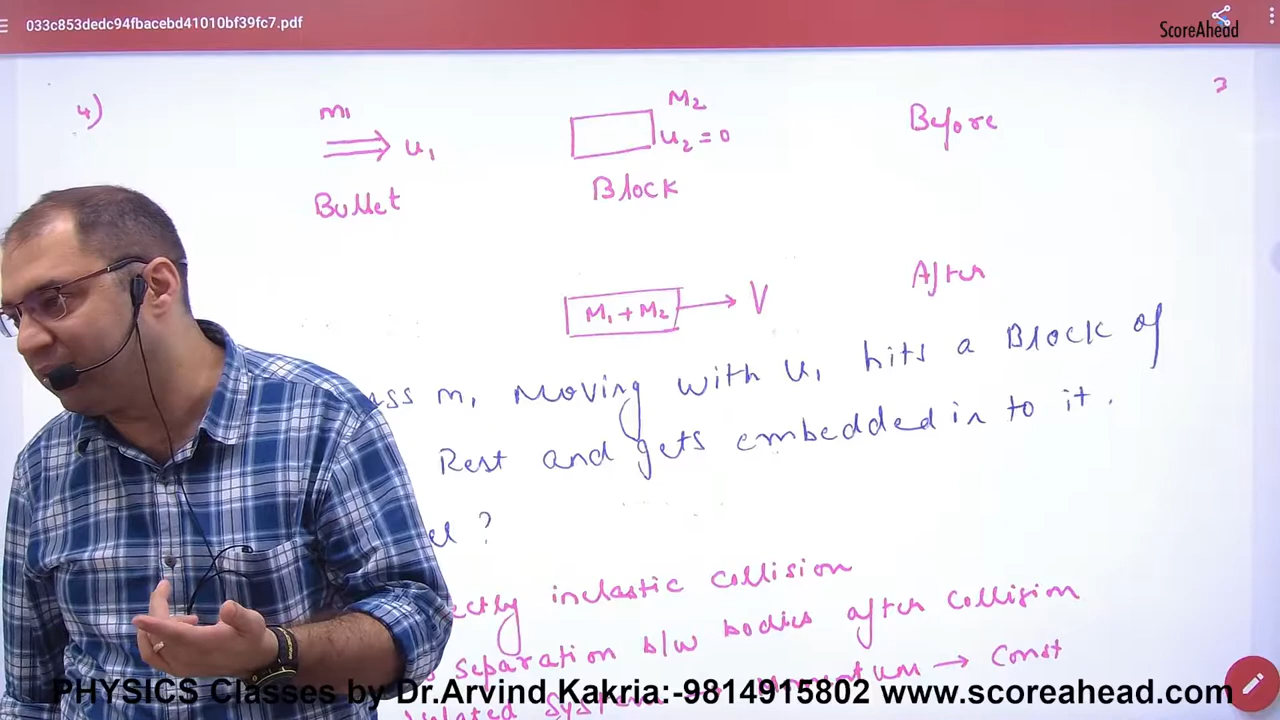 033c853dedc94fbacebd41010bf39fc7.pdf
ScoreAhead
3
4)
m1
u1
Bullet
M2
u2 = 0
Block
Before
M1 + M2
V
After
m1 Moving with u1 hits a Block of
Rest and gets embedded in to it.
?
inelastic collision
separation b/w bodies after collision
→ Const
System
PHYSICS Classes by Dr.Arvind Kakria:-9814915802 www.scoreahead.com